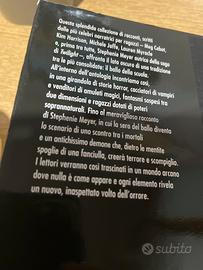 Questa splendida collezione di racconti, scritti
dalle più celebri narratrici per ragazzi – Meg Cabot,
Kim Harrison, Michele Jaffe, Lauren Myracle
e, prima tra tutte, Stephenie Meyer autrice della saga
di Twilight –, affronta il lato oscuro di una tradizione
tra le più consolidate: il ballo della scuola.
All'interno dell'antologia incontriamo così,
in una girandola di storie horror, cacciatori di vampiri
e venditori di amuleti magici, fantasmi sospesi tra
due dimensioni e ragazzi dotati di poteri
soprannaturali. Fino al meraviglioso racconto
di Stephenie Meyer, in cui la sera del ballo diventa
lo scenario di uno scontro tra i mortali
e un antichissimo demone che, dietro le mentite
spoglie di una fanciulla, creerà terrore e scompiglio.
I lettori verranno così trascinati in un mondo arcano
dove nulla è come appare e ogni elemento rivela
un nuovo, inaspettato volto dell'orrore.
subito